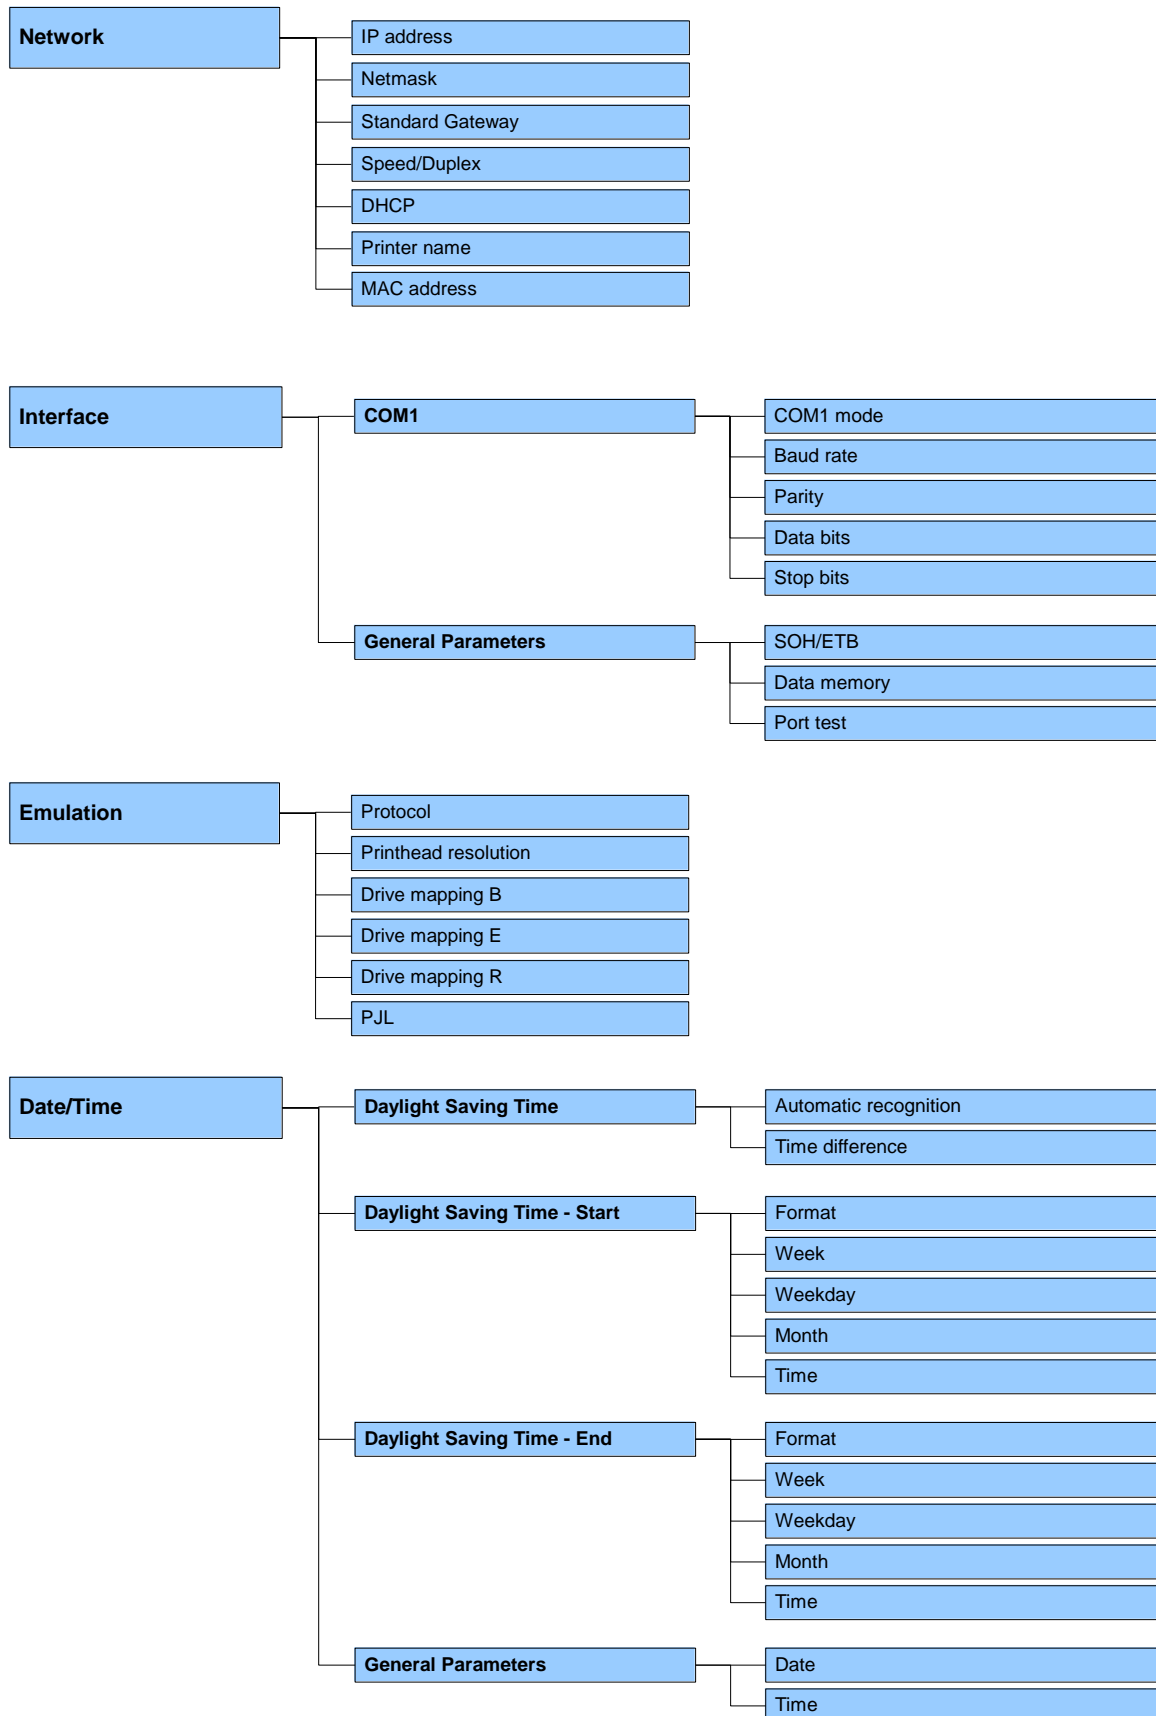 Network
IP address
Netmask
Standard Gateway
Speed/Duplex
DHCP
Printer name
MAC address
Interface
COM1
COM1 mode
Baud rate
Parity
Data bits
Stop bits
General Parameters
SOH/ETB
Data memory
Port test
Emulation
Protocol
Printhead resolution
Drive mapping B
Drive mapping E
Drive mapping R
PJL
Date/Time
Daylight Saving Time
Automatic recognition
Time difference
Daylight Saving Time - Start
Format
Week
Weekday
Month
Time
Daylight Saving Time - End
Format
Week
Weekday
Month
Time
General Parameters
Date
Time